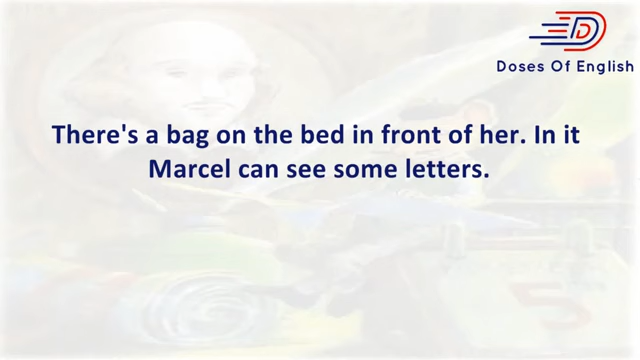 Doses Of English
There's a bag on the bed in front of her. In it
Marcel can see some letters.
5